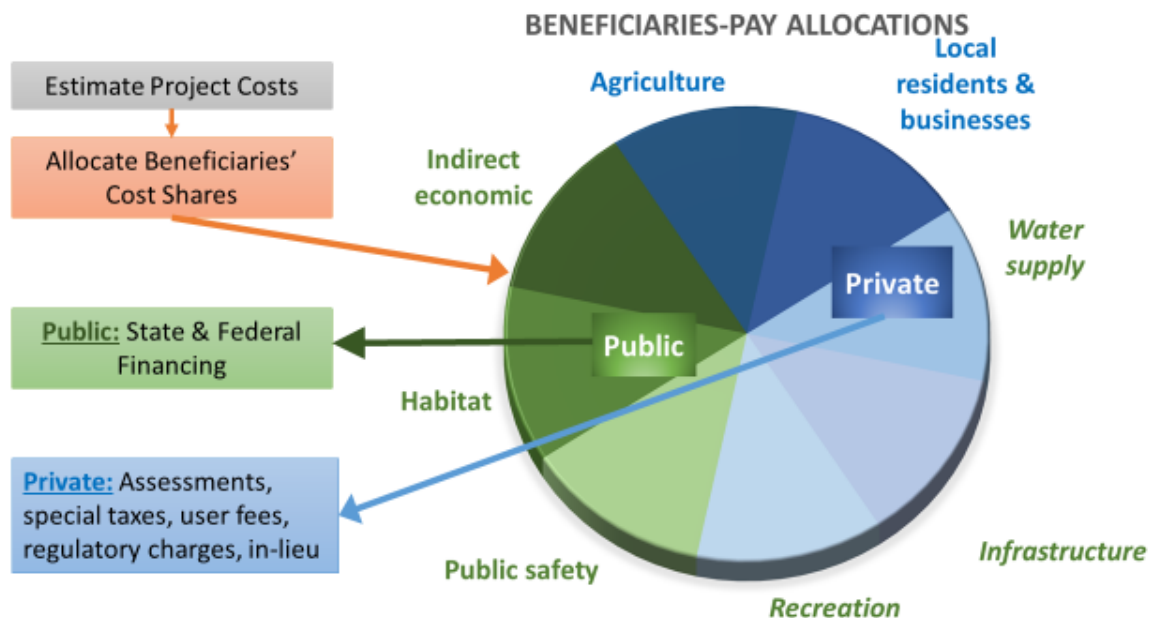 BENEFICIARIES-PAY ALLOCATIONS
Estimate Project Costs
Allocate Beneficiaries'
Cost Shares
Public: State & Federal
Financing
Private: Assessments,
special taxes, user fees,
regulatory charges, in-lieu
Agriculture
Local
residents &
businesses
Indirect
economic
Water
supply
Private
Public
Habitat
Public safety
Recreation
Infrastructure